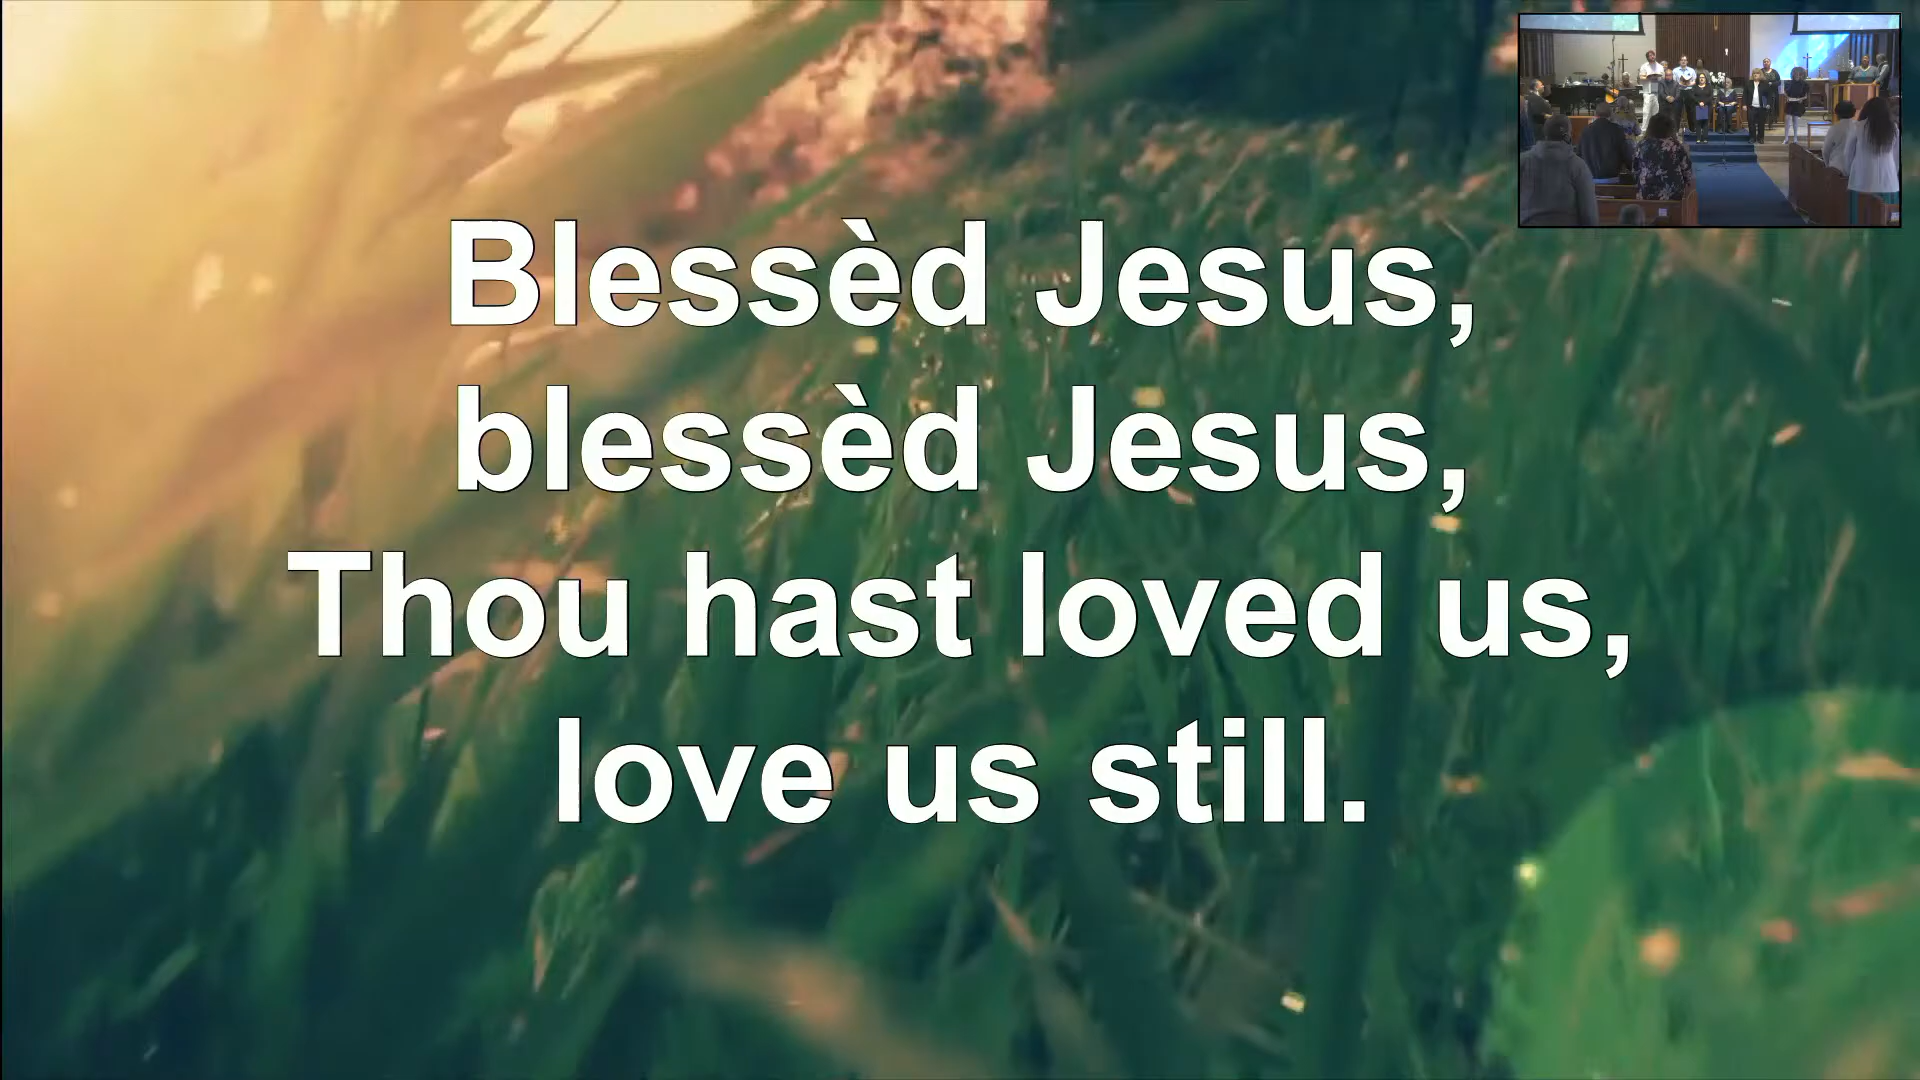 Blessèd Jesus,
blessèd Jesus,
Thou hast loved us,
love us still.